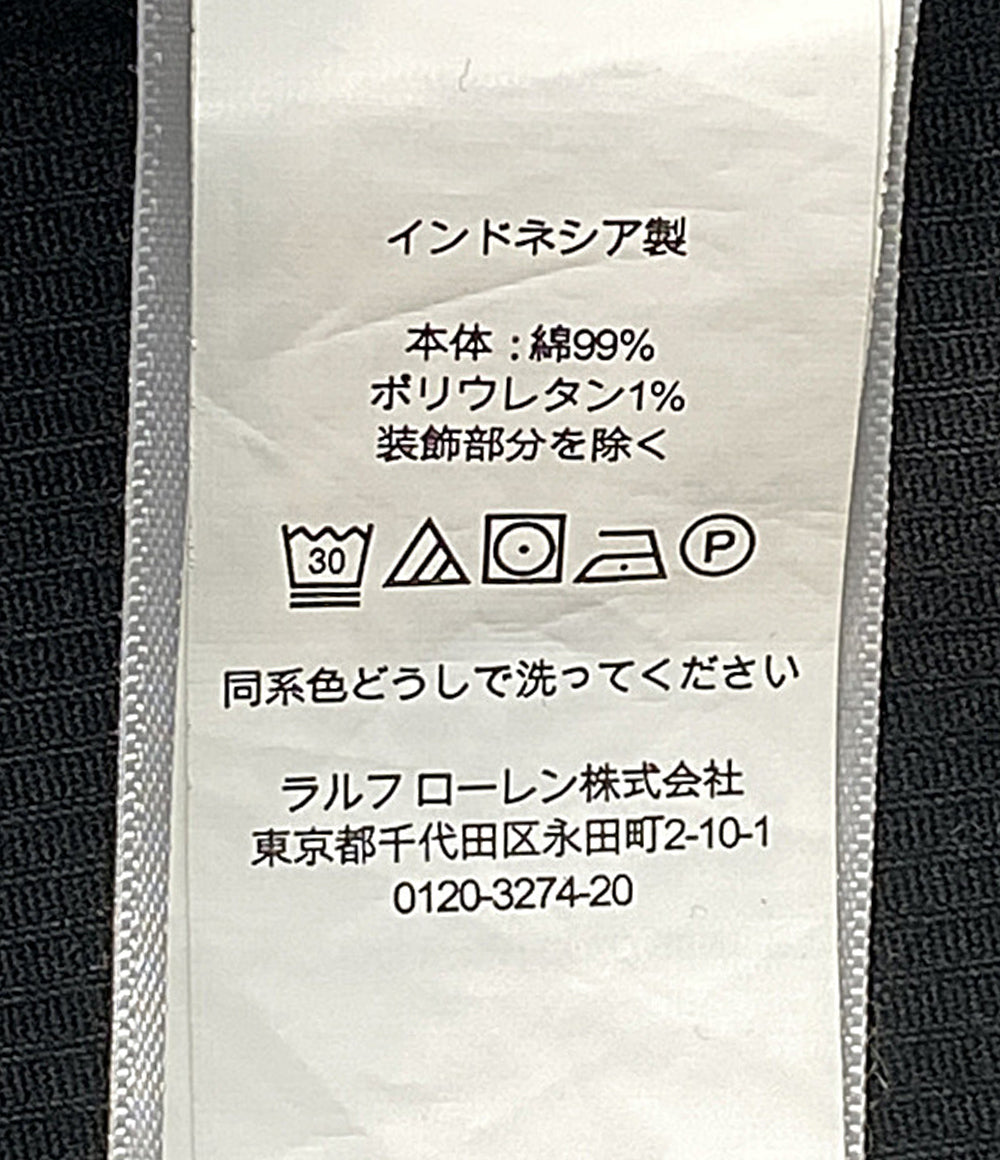 インドネシア製
本体：綿99%
ポリウレタン1%
装飾部分を除く
30 P
同系色どうしで洗ってください
ラルフ ローレン株式会社
東京都千代田区永田町2-10-1
0120-3274-20